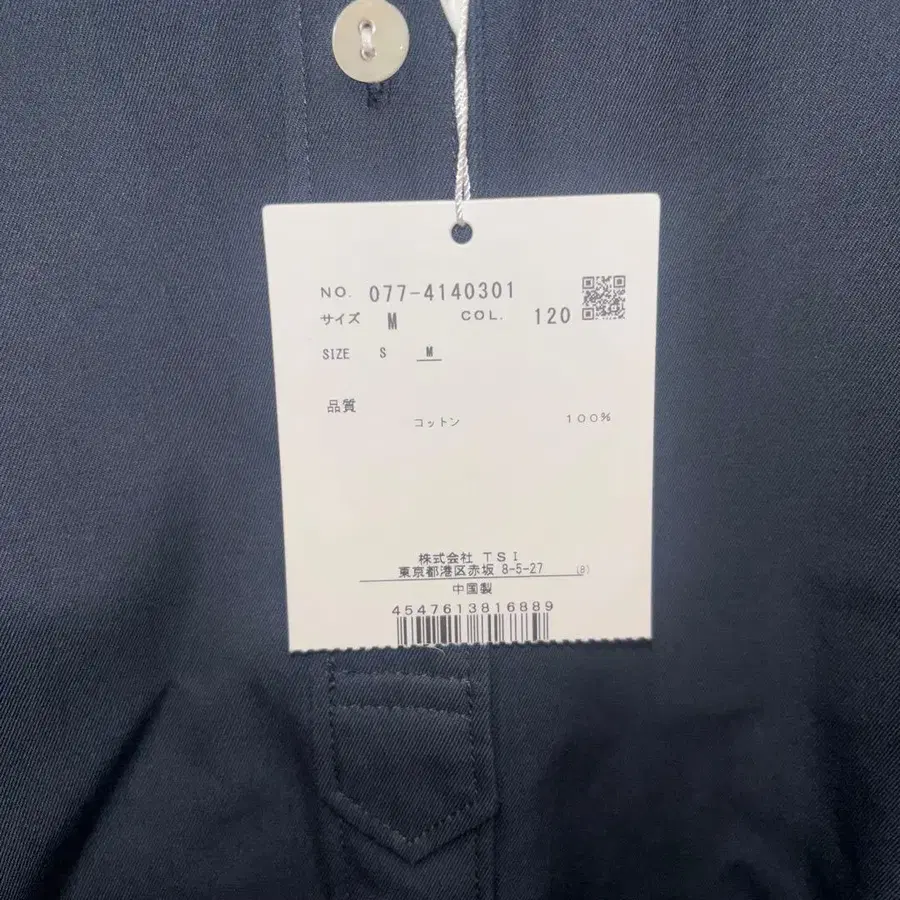 NO. 077-4140301
サイズ M COL. 120
SIZE S M
品質
コットン 100%
株式会社 TSI
東京都港区赤坂 8-5-27 (B)
中国製
4547613816889